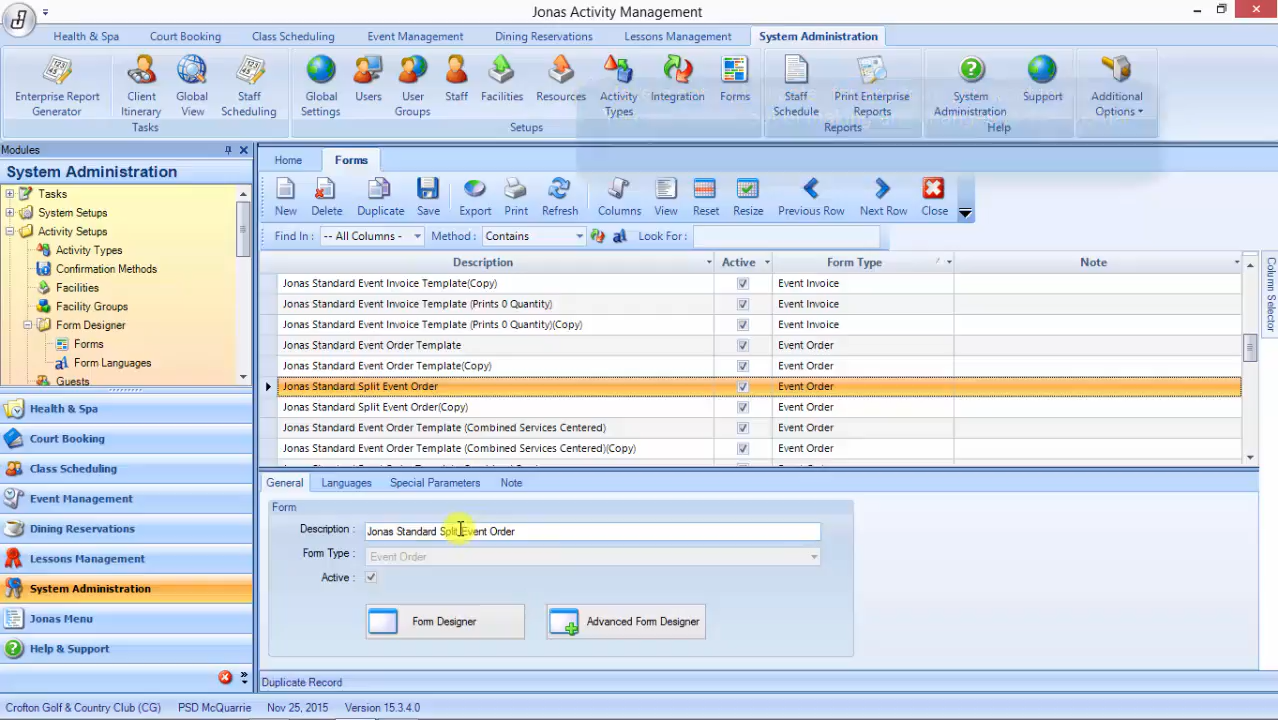 Jonas Activity Management
Health & Spa Court Booking Class Scheduling Event Management Dining Reservations Lessons Management System Administration
Enterprise Report Generator
Client Itinerary
Global View
Staff Scheduling
Global Settings
Users
User Groups
Staff
Facilities
Resources
Activity Types
Integration
Forms
Staff Schedule
Print Enterprise Reports
System Administration
Support
Additional Options
Tasks Setups Reports Help
Modules
System Administration
Tasks
System Setups
Activity Setups
Activity Types
Confirmation Methods
Facilities
Facility Groups
Form Designer
Forms
Form Languages
Guests
Health & Spa
Court Booking
Class Scheduling
Event Management
Dining Reservations
Lessons Management
System Administration
Jonas Menu
Help & Support
Home Forms
New Delete Duplicate Save Export Print Refresh Columns View Reset Resize Previous Row Next Row Close
Find In : -- All Columns - Method : Contains Look For :
Description Active Form Type Note
Jonas Standard Event Invoice Template(Copy) Event Invoice
Jonas Standard Event Invoice Template (Prints 0 Quantity) Event Invoice
Jonas Standard Event Invoice Template (Prints 0 Quantity)(Copy) Event Invoice
Jonas Standard Event Order Template Event Order
Jonas Standard Event Order Template(Copy) Event Order
Jonas Standard Split Event Order Event Order
Jonas Standard Split Event Order(Copy) Event Order
Jonas Standard Event Order Template (Combined Services Centered) Event Order
Jonas Standard Event Order Template (Combined Services Centered)(Copy) Event Order
Column Selector
General Languages Special Parameters Note
Form
Description : Jonas Standard Split Event Order
Form Type : Event Order
Active :
Form Designer Advanced Form Designer
Duplicate Record
Crofton Golf & Country Club (CG) PSD McQuarrie Nov 25, 2015 Version 15.3.4.0